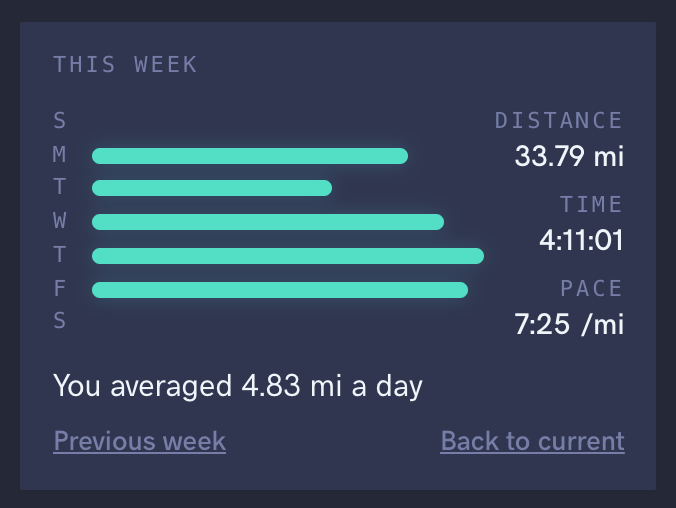 THIS WEEK
S
M
T
W
T
F
S
DISTANCE
33.79 mi
TIME
4:11:01
PACE
7:25 /mi
You averaged 4.83 mi a day
Previous week
Back to current